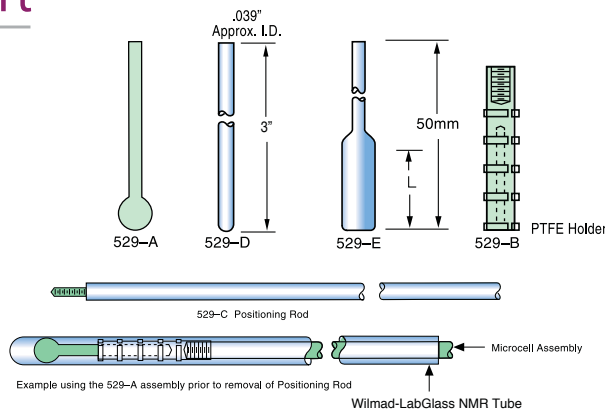 .039"
Approx. I.D.
3"
50mm
L
529–A
529–D
529–E
529–B
PTFE Holder
529–C Positioning Rod
Microcell Assembly
Example using the 529–A assembly prior to removal of Positioning Rod
Wilmad-LabGlass NMR Tube